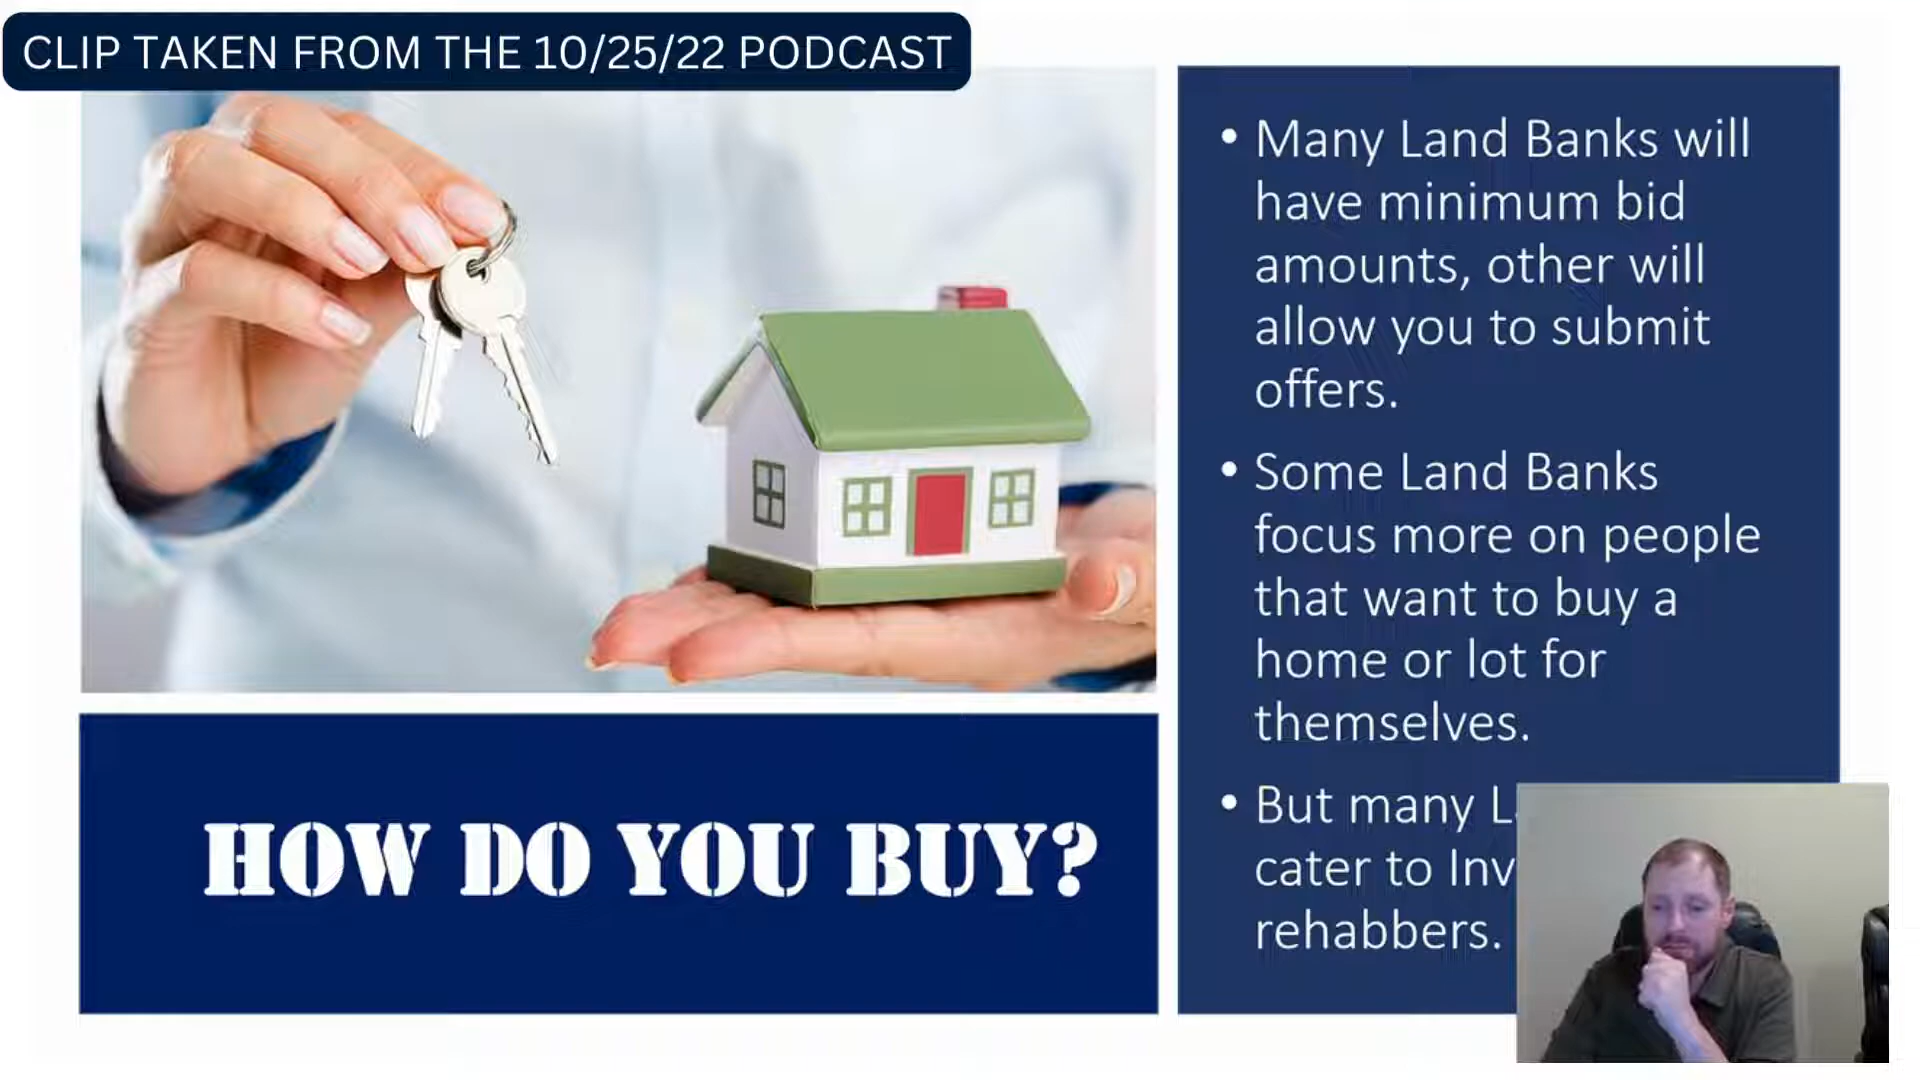 CLIP TAKEN FROM THE 10/25/22 PODCAST
• Many Land Banks will
have minimum bid
amounts, other will
allow you to submit
offers.
• Some Land Banks
focus more on people
that want to buy a
home or lot for
themselves.
• But many
cater to
rehabbers.
HOW DO YOU BUY?